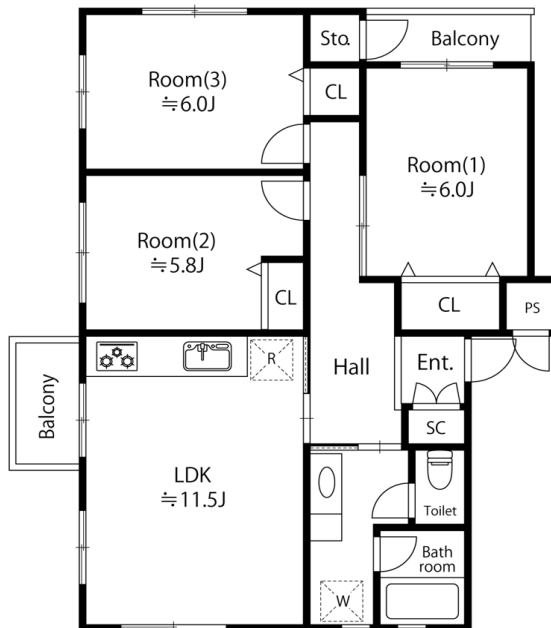 Sto.
Balcony
Room(3)
≒6.0J
CL
Room(1)
≒6.0J
Room(2)
≒5.8J
CL
CL
PS
R
Hall
Ent.
Balcony
SC
LDK
≒11.5J
Toilet
Bath
room
W